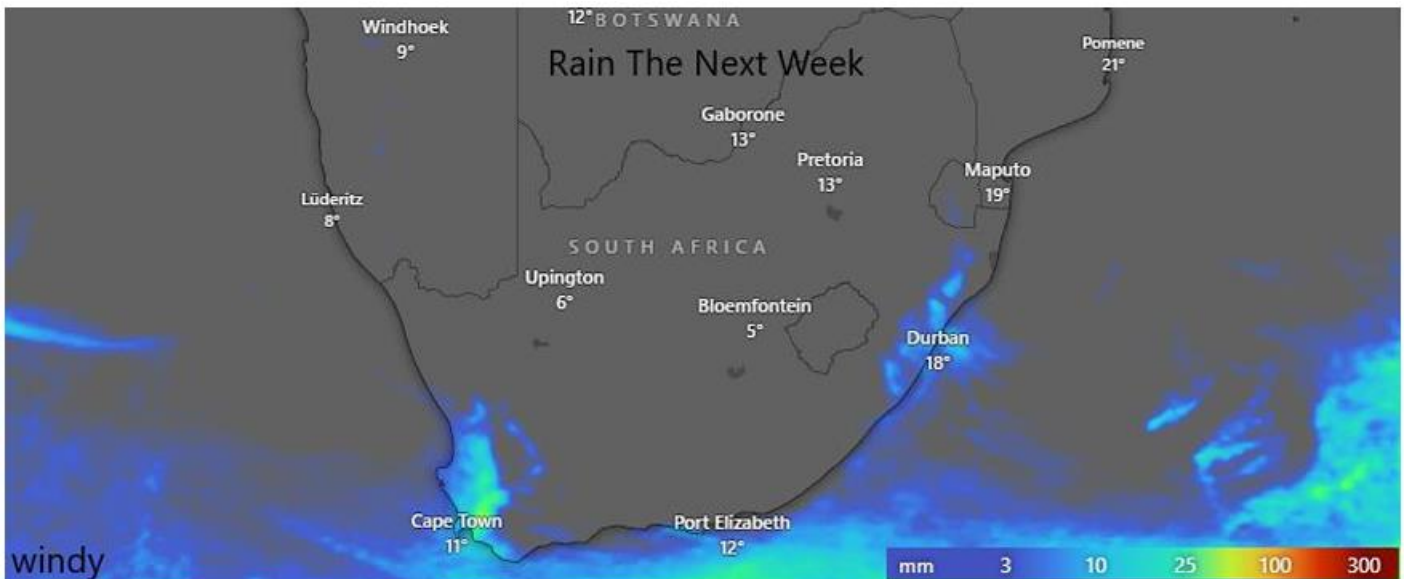 12° BOTSWANA
Windhoek
9°
Rain The Next Week
Pomene
21°
Gaborone
13°
Pretoria
13°
Maputo
19°
Lüderitz
8°
SOUTH AFRICA
Upington
6°
Bloemfontein
5°
Durban
18°
Cape Town
11°
Port Elizabeth
12°
windy
mm 3 10 25 100 300